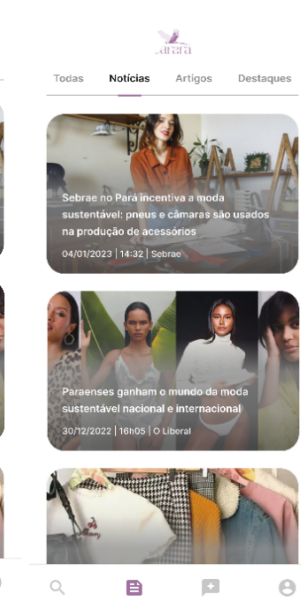 arara
Todas Notícias Artigos Destaques
Sebrae no Pará incentiva a moda
sustentável: pneus e câmaras são usados
na produção de acessórios
04/01/2023 | 14:32 | Sebrae
Paraenses ganham o mundo da moda
sustentável nacional e internacional
30/12/2022 | 16h05 | O Liberal